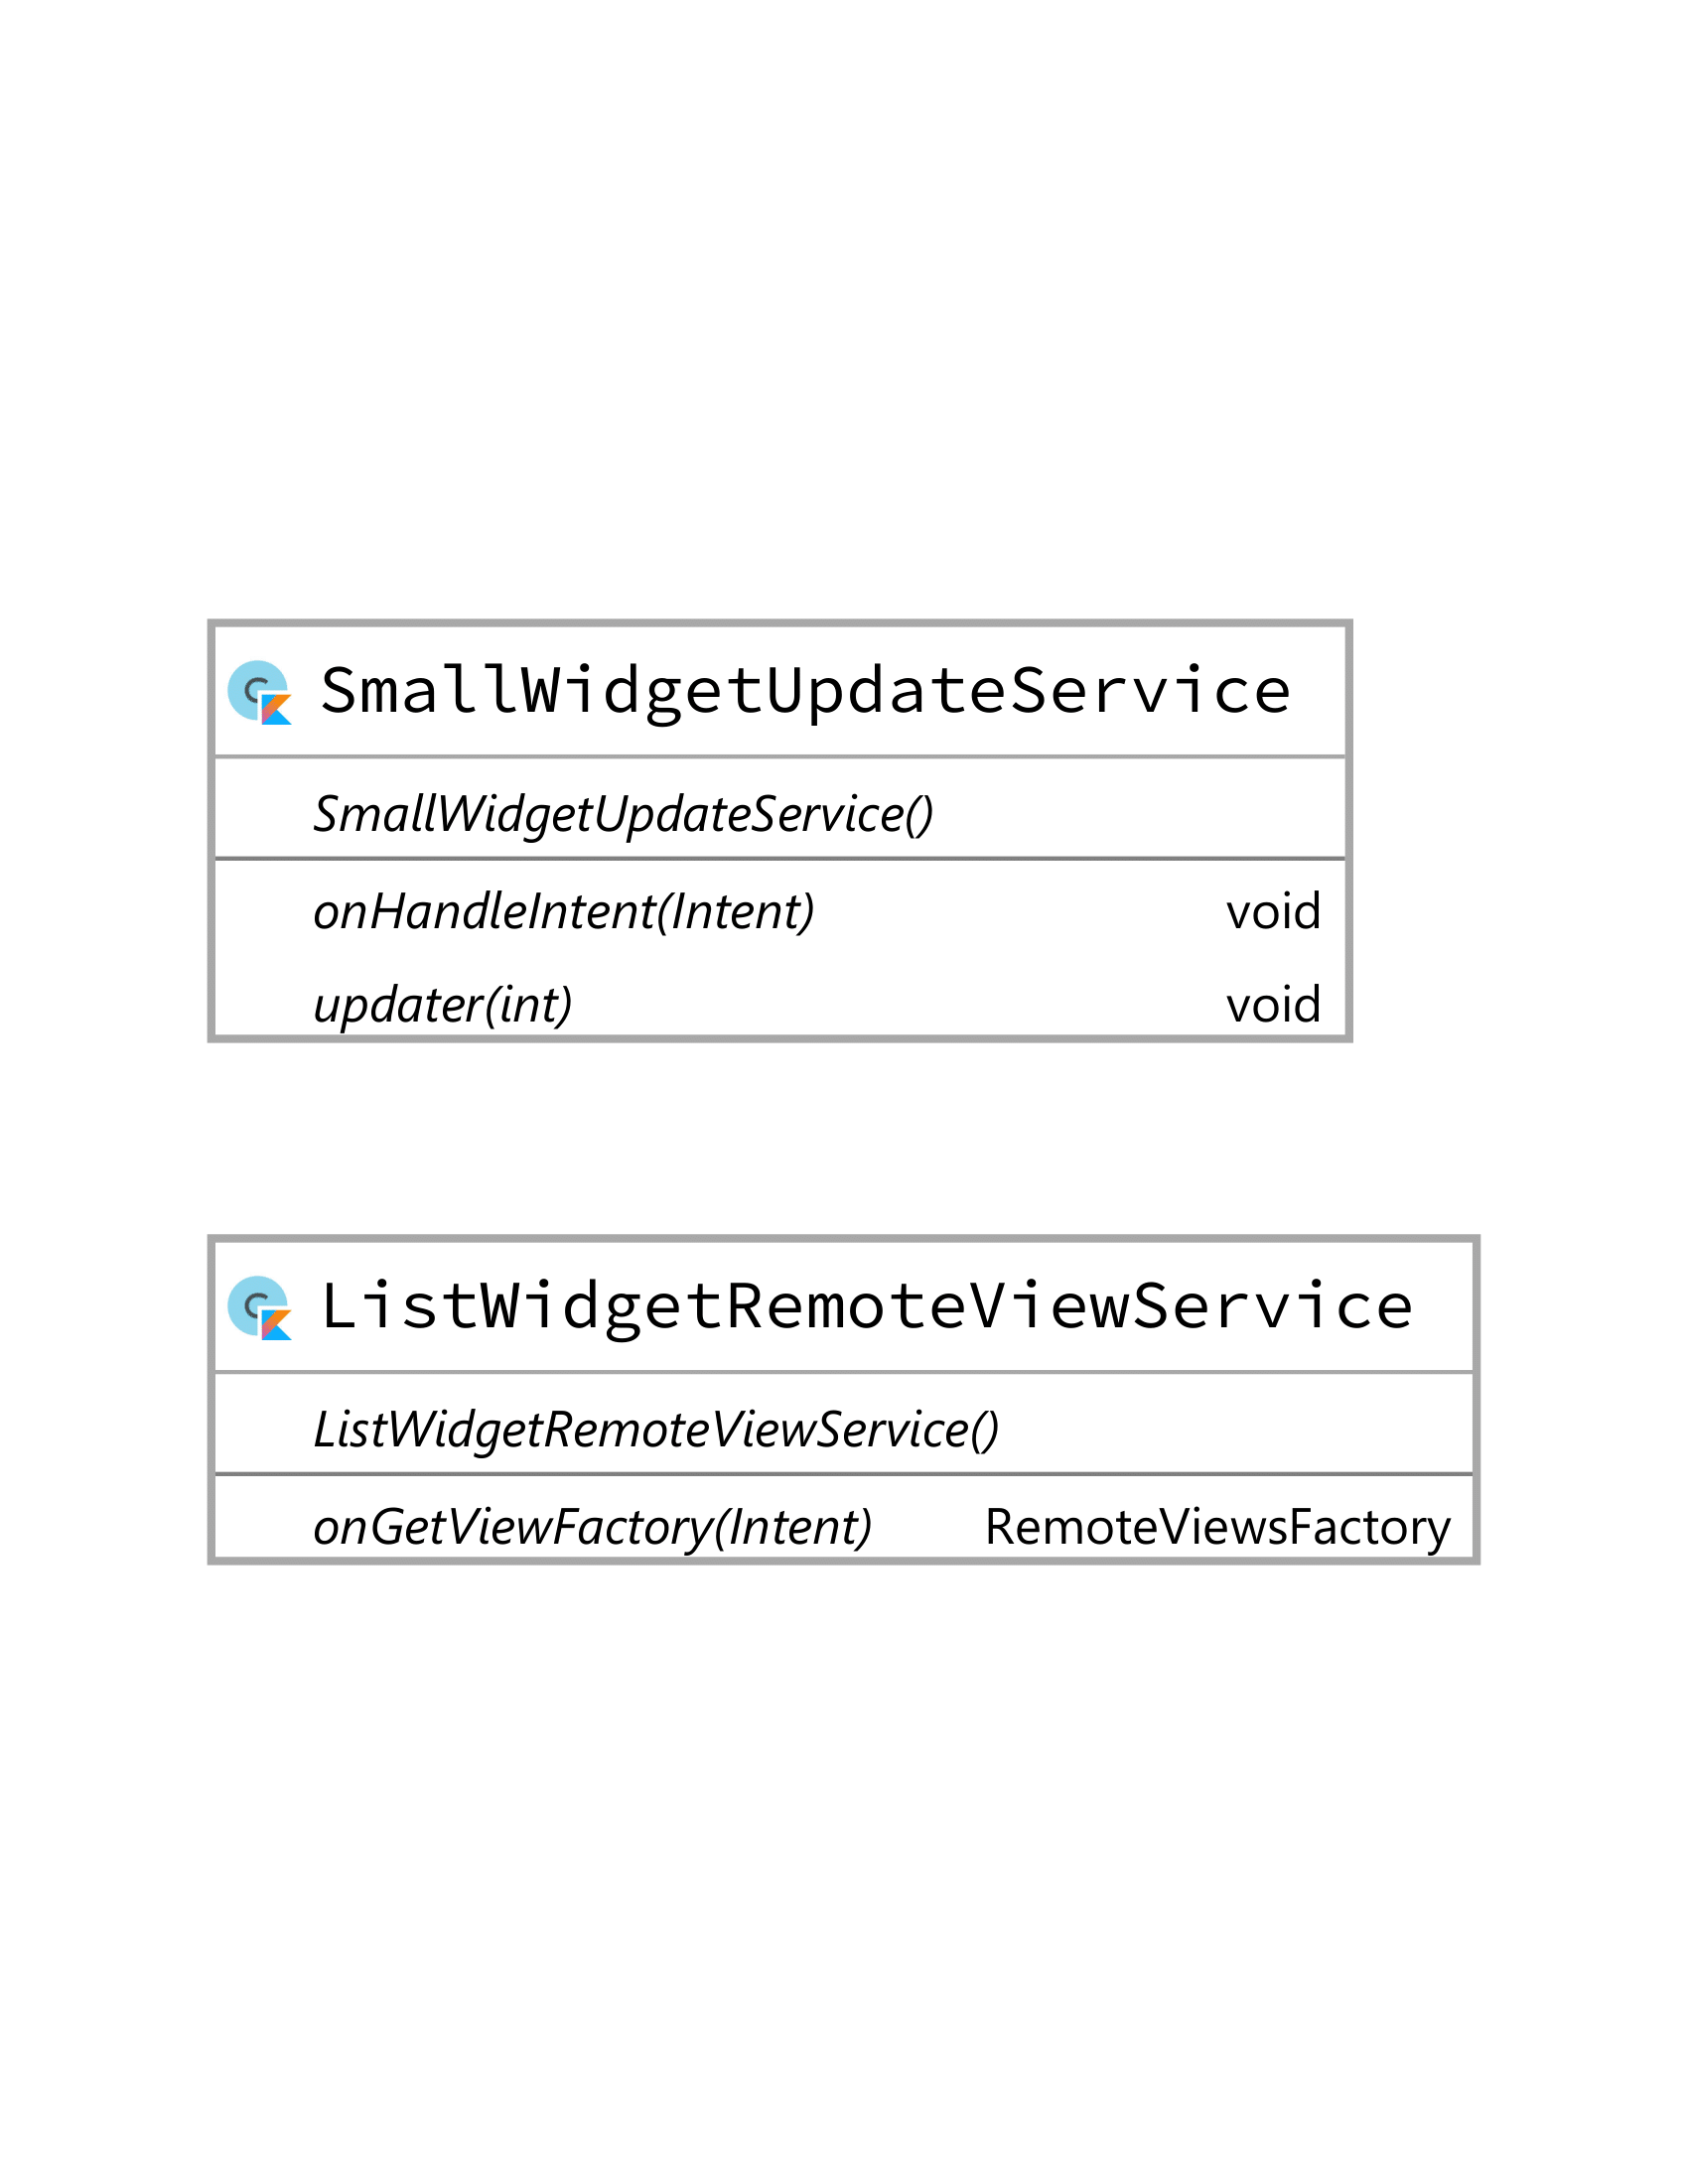 SmallWidgetUpdateService
SmallWidgetUpdateService()
onHandleIntent(Intent) void
updater(int) void
ListWidgetRemoteViewService
ListWidgetRemoteViewService()
onGetViewFactory(Intent) RemoteViewsFactory